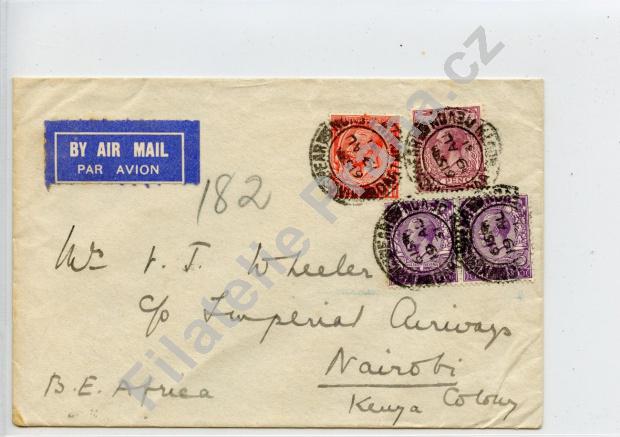 BY AIR MAIL
PAR AVION
182
Mr. V. J. Wheeler
c/o Imperial Airways
Nairobi
B.E. Africa
Kenya Colony
Filatelie Praha.cz